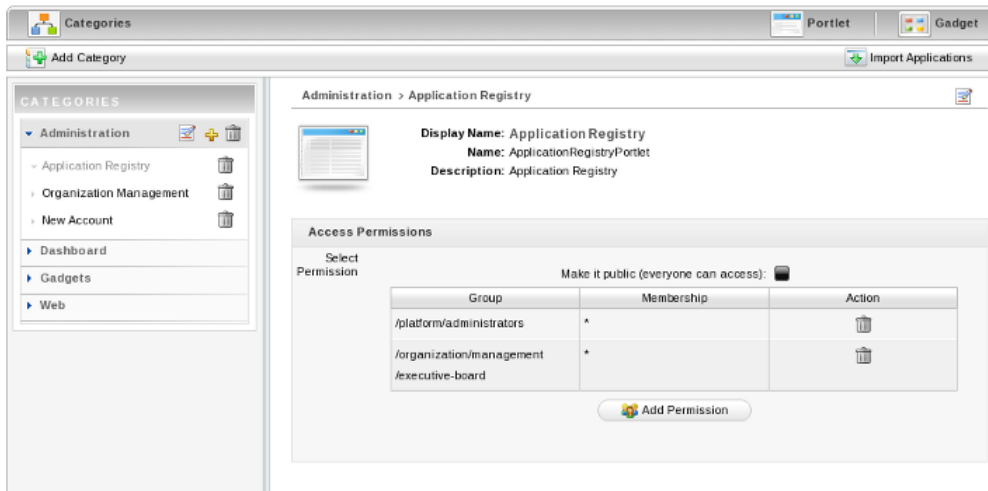 Categories
Portlet
Gadget
Add Category
Import Applications
CATEGORIES
Administration
Application Registry
Organization Management
New Account
Dashboard
Gadgets
Web
Administration > Application Registry
Display Name: Application Registry
Name: ApplicationRegistryPortlet
Description: Application Registry
Access Permissions
Select
Permission
Make it public (everyone can access):
Group Membership Action
/platform/administrators *
/organization/management *
/executive-board
Add Permission